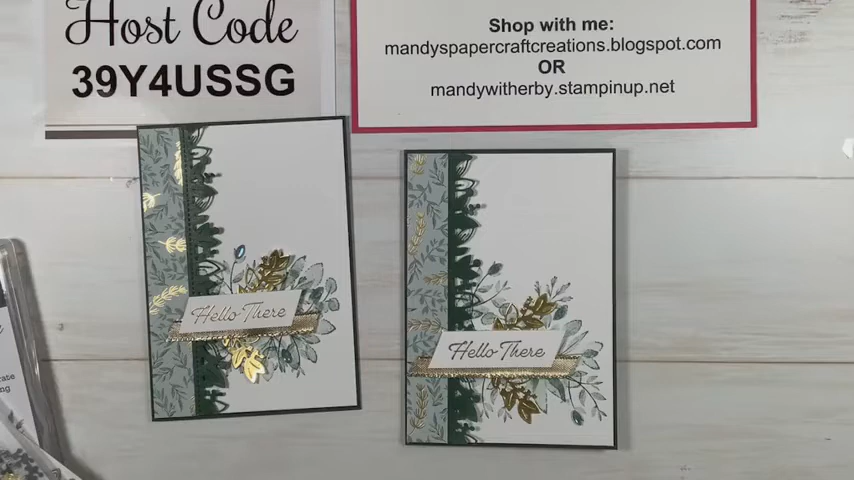 Host Code
39Y4USSG
Shop with me:
mandyspapercraftcreations.blogspot.com
OR
mandywitherby.stampinup.net
Hello There
Hello There